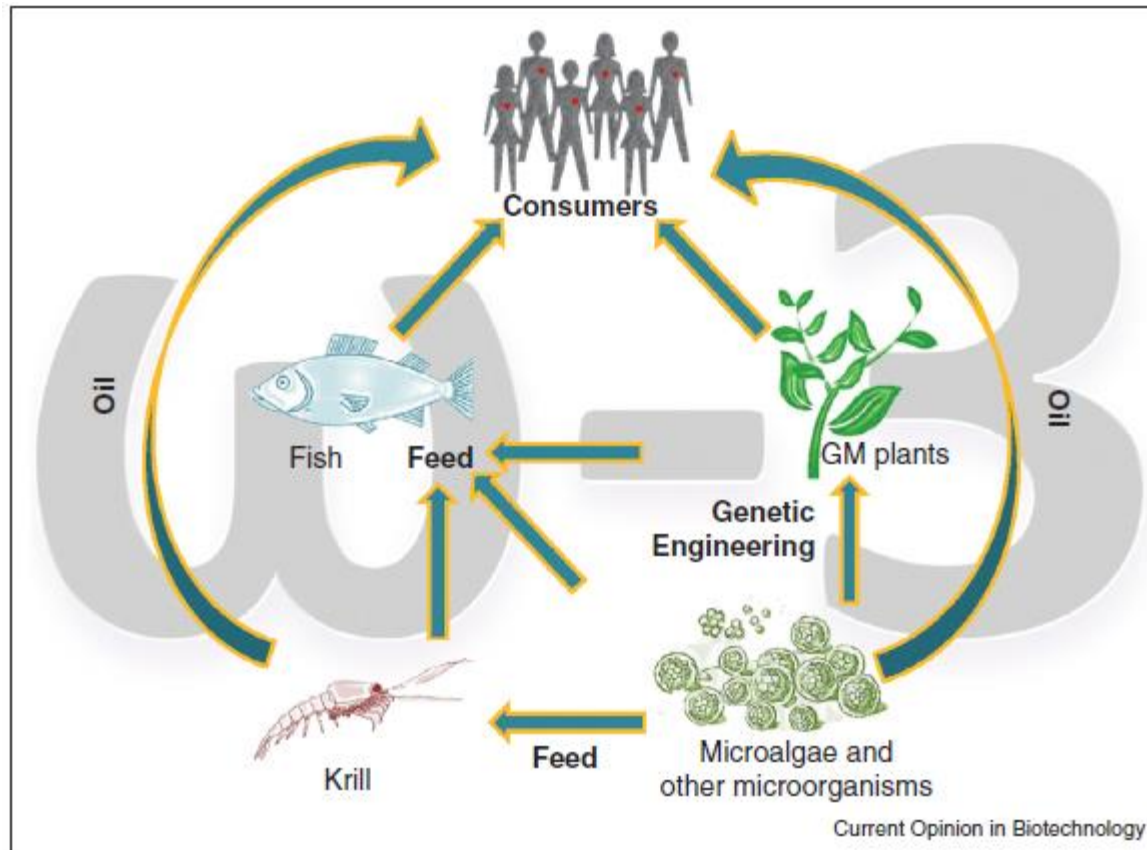 ω-3
Consumers
Oil
Oil
Fish
Feed
GM plants
Genetic
Engineering
Krill
Feed
Microalgae and
other microorganisms
Current Opinion in Biotechnology